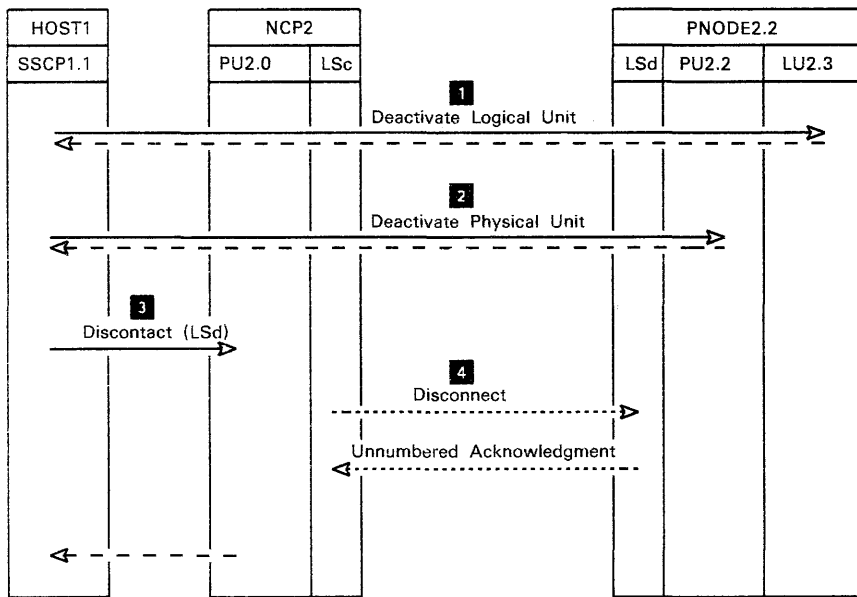 HOST1
NCP2
PNODE2.2
SSCP1.1
PU2.0
LSc
LSd
PU2.2
LU2.3
1
Deactivate Logical Unit
2
Deactivate Physical Unit
3
Discontact (LSd)
4
Disconnect
Unnumbered Acknowledgment